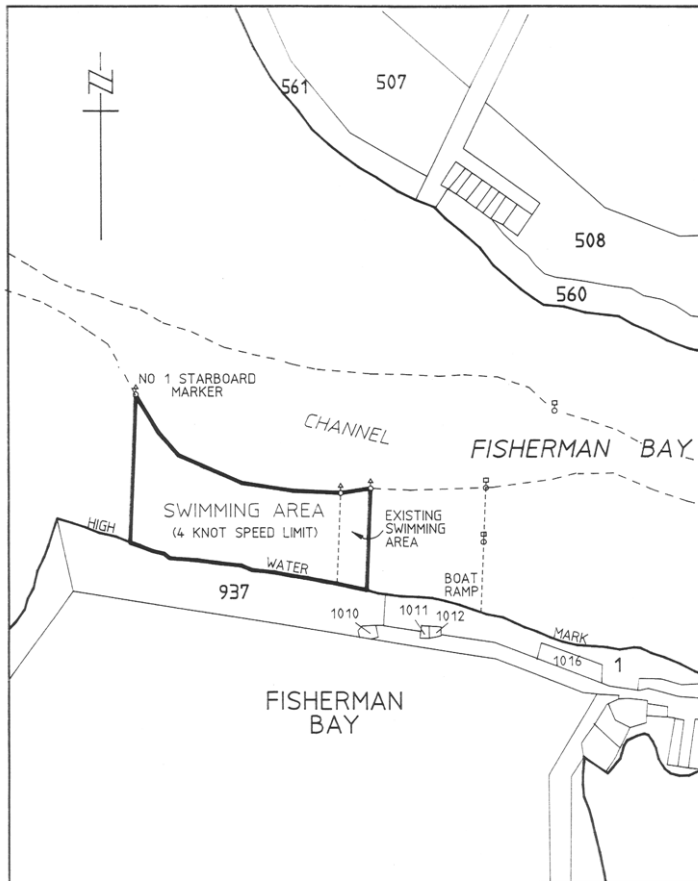 N
561
507
508
560
NO 1 STARBOARD
MARKER
CHANNEL
FISHERMAN BAY
SWIMMING AREA
(4 KNOT SPEED LIMIT)
EXISTING
SWIMMING
AREA
HIGH
WATER
BOAT
RAMP
937
1010
1011
1012
MARK
1016
1
FISHERMAN
BAY